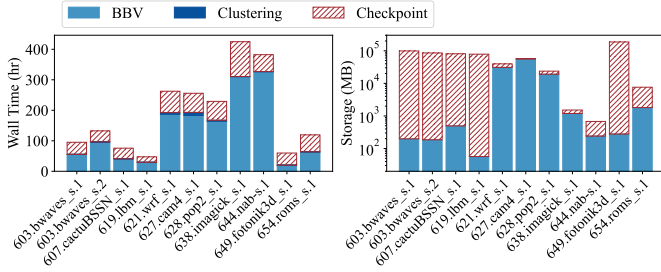 BBV Clustering Checkpoint
Wall Time (hr)
400
300
200
100
0
603.bwaves_s.1
603.bwaves_s.2
607.cactuBSSN_s.1
619.lbm_s.1
621.wrf_s.1
627.cam4_s.1
628.pop2_s.1
638.imagick_s.1
644.nab-s.1
649.fotonik3d_s.1
654.roms_s.1
Storage (MB)
10^5
10^4
10^3
10^2
603.bwaves_s.1
603.bwaves_s.2
607.cactuBSSN_s.1
619.lbm_s.1
621.wrf_s.1
627.cam4_s.1
628.pop2_s.1
638.imagick_s.1
644.nab-s.1
649.fotonik3d_s.1
654.roms_s.1